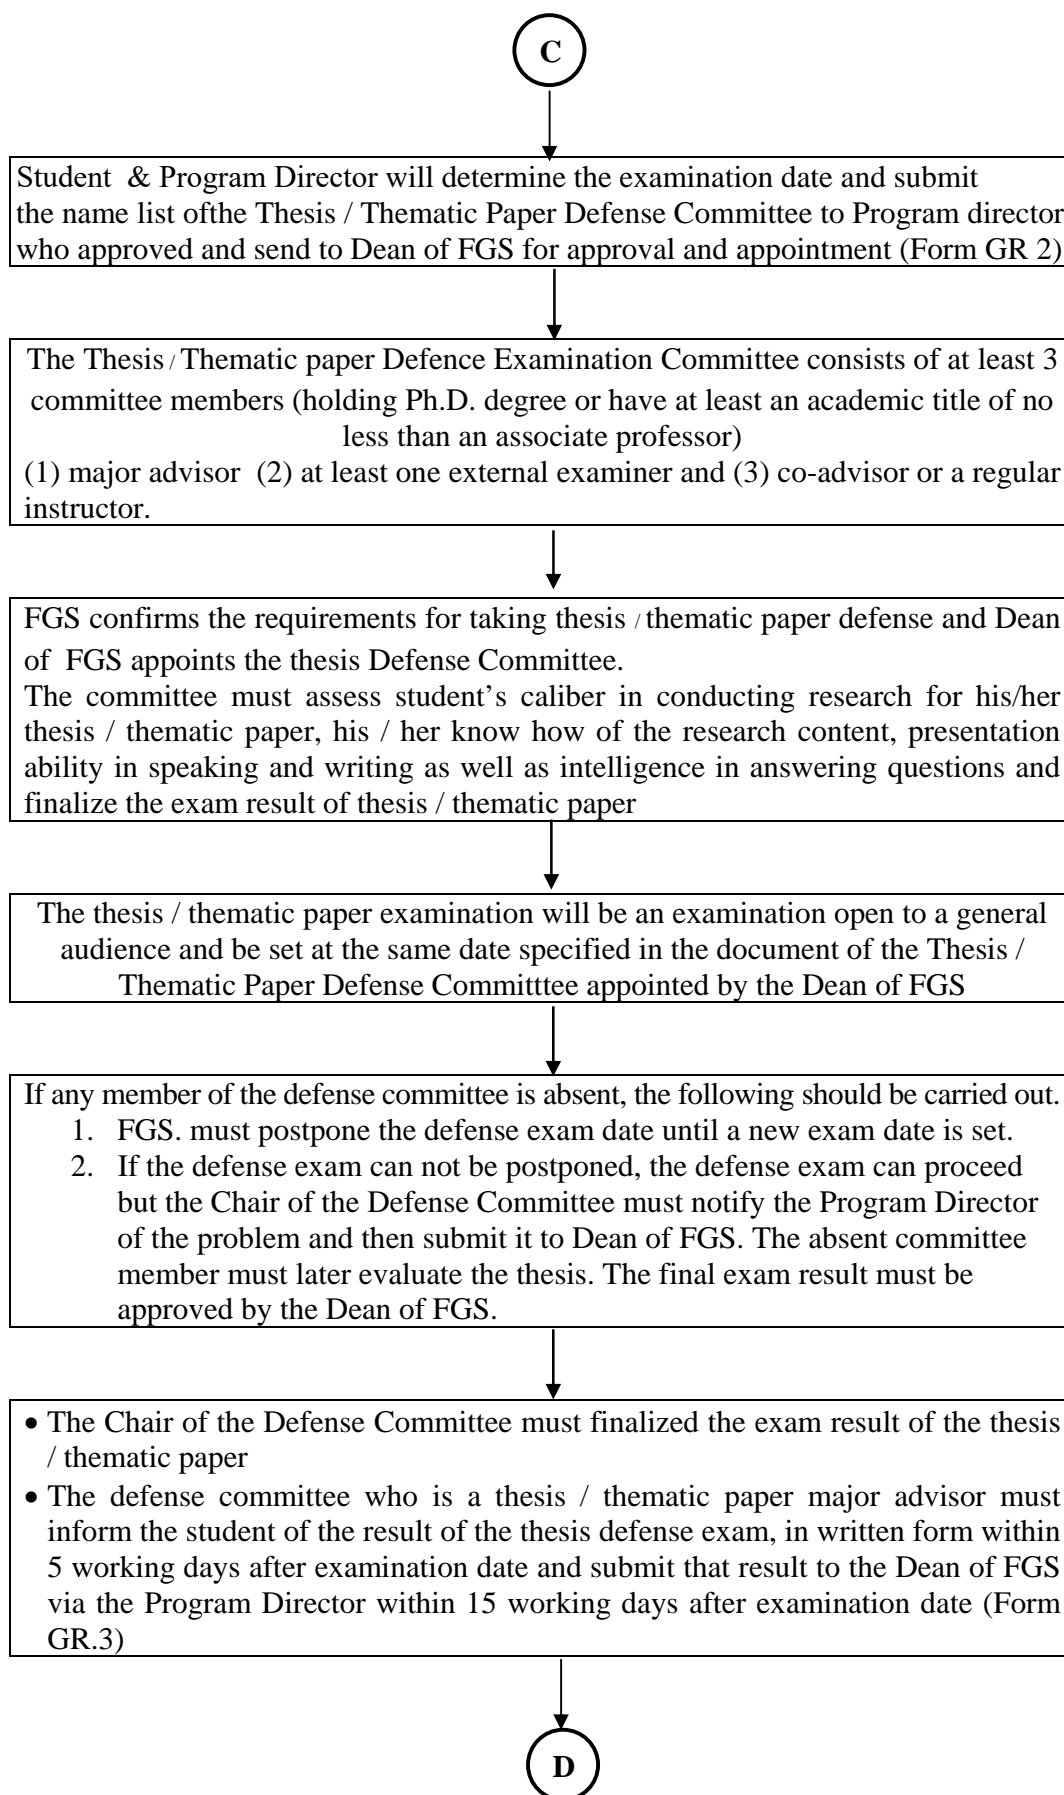 C
Student & Program Director will determine the examination date and submit
the name list ofthe Thesis / Thematic Paper Defense Committee to Program director
who approved and send to Dean of FGS for approval and appointment (Form GR 2)
The Thesis / Thematic paper Defence Examination Committee consists of at least 3
committee members (holding Ph.D. degree or have at least an academic title of no
less than an associate professor)
(1) major advisor (2) at least one external examiner and (3) co-advisor or a regular
instructor.
FGS confirms the requirements for taking thesis / thematic paper defense and Dean
of FGS appoints the thesis Defense Committee.
The committee must assess student’s caliber in conducting research for his/her
thesis / thematic paper, his / her know how of the research content, presentation
ability in speaking and writing as well as intelligence in answering questions and
finalize the exam result of thesis / thematic paper
The thesis / thematic paper examination will be an examination open to a general
audience and be set at the same date specified in the document of the Thesis /
Thematic Paper Defense Committtee appointed by the Dean of FGS
If any member of the defense committee is absent, the following should be carried out.
1. FGS. must postpone the defense exam date until a new exam date is set.
2. If the defense exam can not be postponed, the defense exam can proceed
but the Chair of the Defense Committee must notify the Program Director
of the problem and then submit it to Dean of FGS. The absent committee
member must later evaluate the thesis. The final exam result must be
approved by the Dean of FGS.
• The Chair of the Defense Committee must finalized the exam result of the thesis
/ thematic paper
• The defense committee who is a thesis / thematic paper major advisor must
inform the student of the result of the thesis defense exam, in written form within
5 working days after examination date and submit that result to the Dean of FGS
via the Program Director within 15 working days after examination date (Form
GR.3)
D